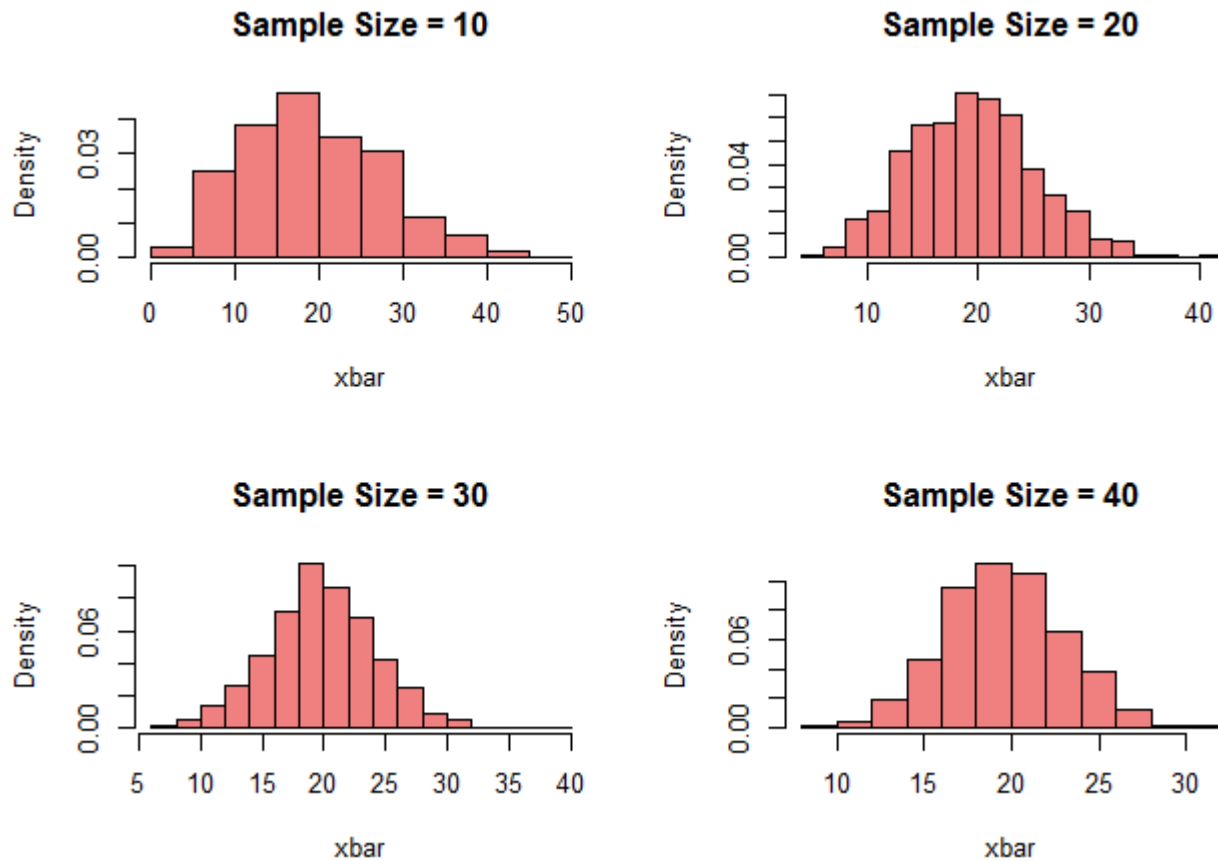 Sample Size = 10
Density
0.00
0.03
0 10 20 30 40 50
xbar
Sample Size = 20
Density
0.00
0.04
10 20 30 40
xbar
Sample Size = 30
Density
0.00
0.06
5 10 15 20 25 30 35 40
xbar
Sample Size = 40
Density
0.00
0.06
10 15 20 25 30
xbar